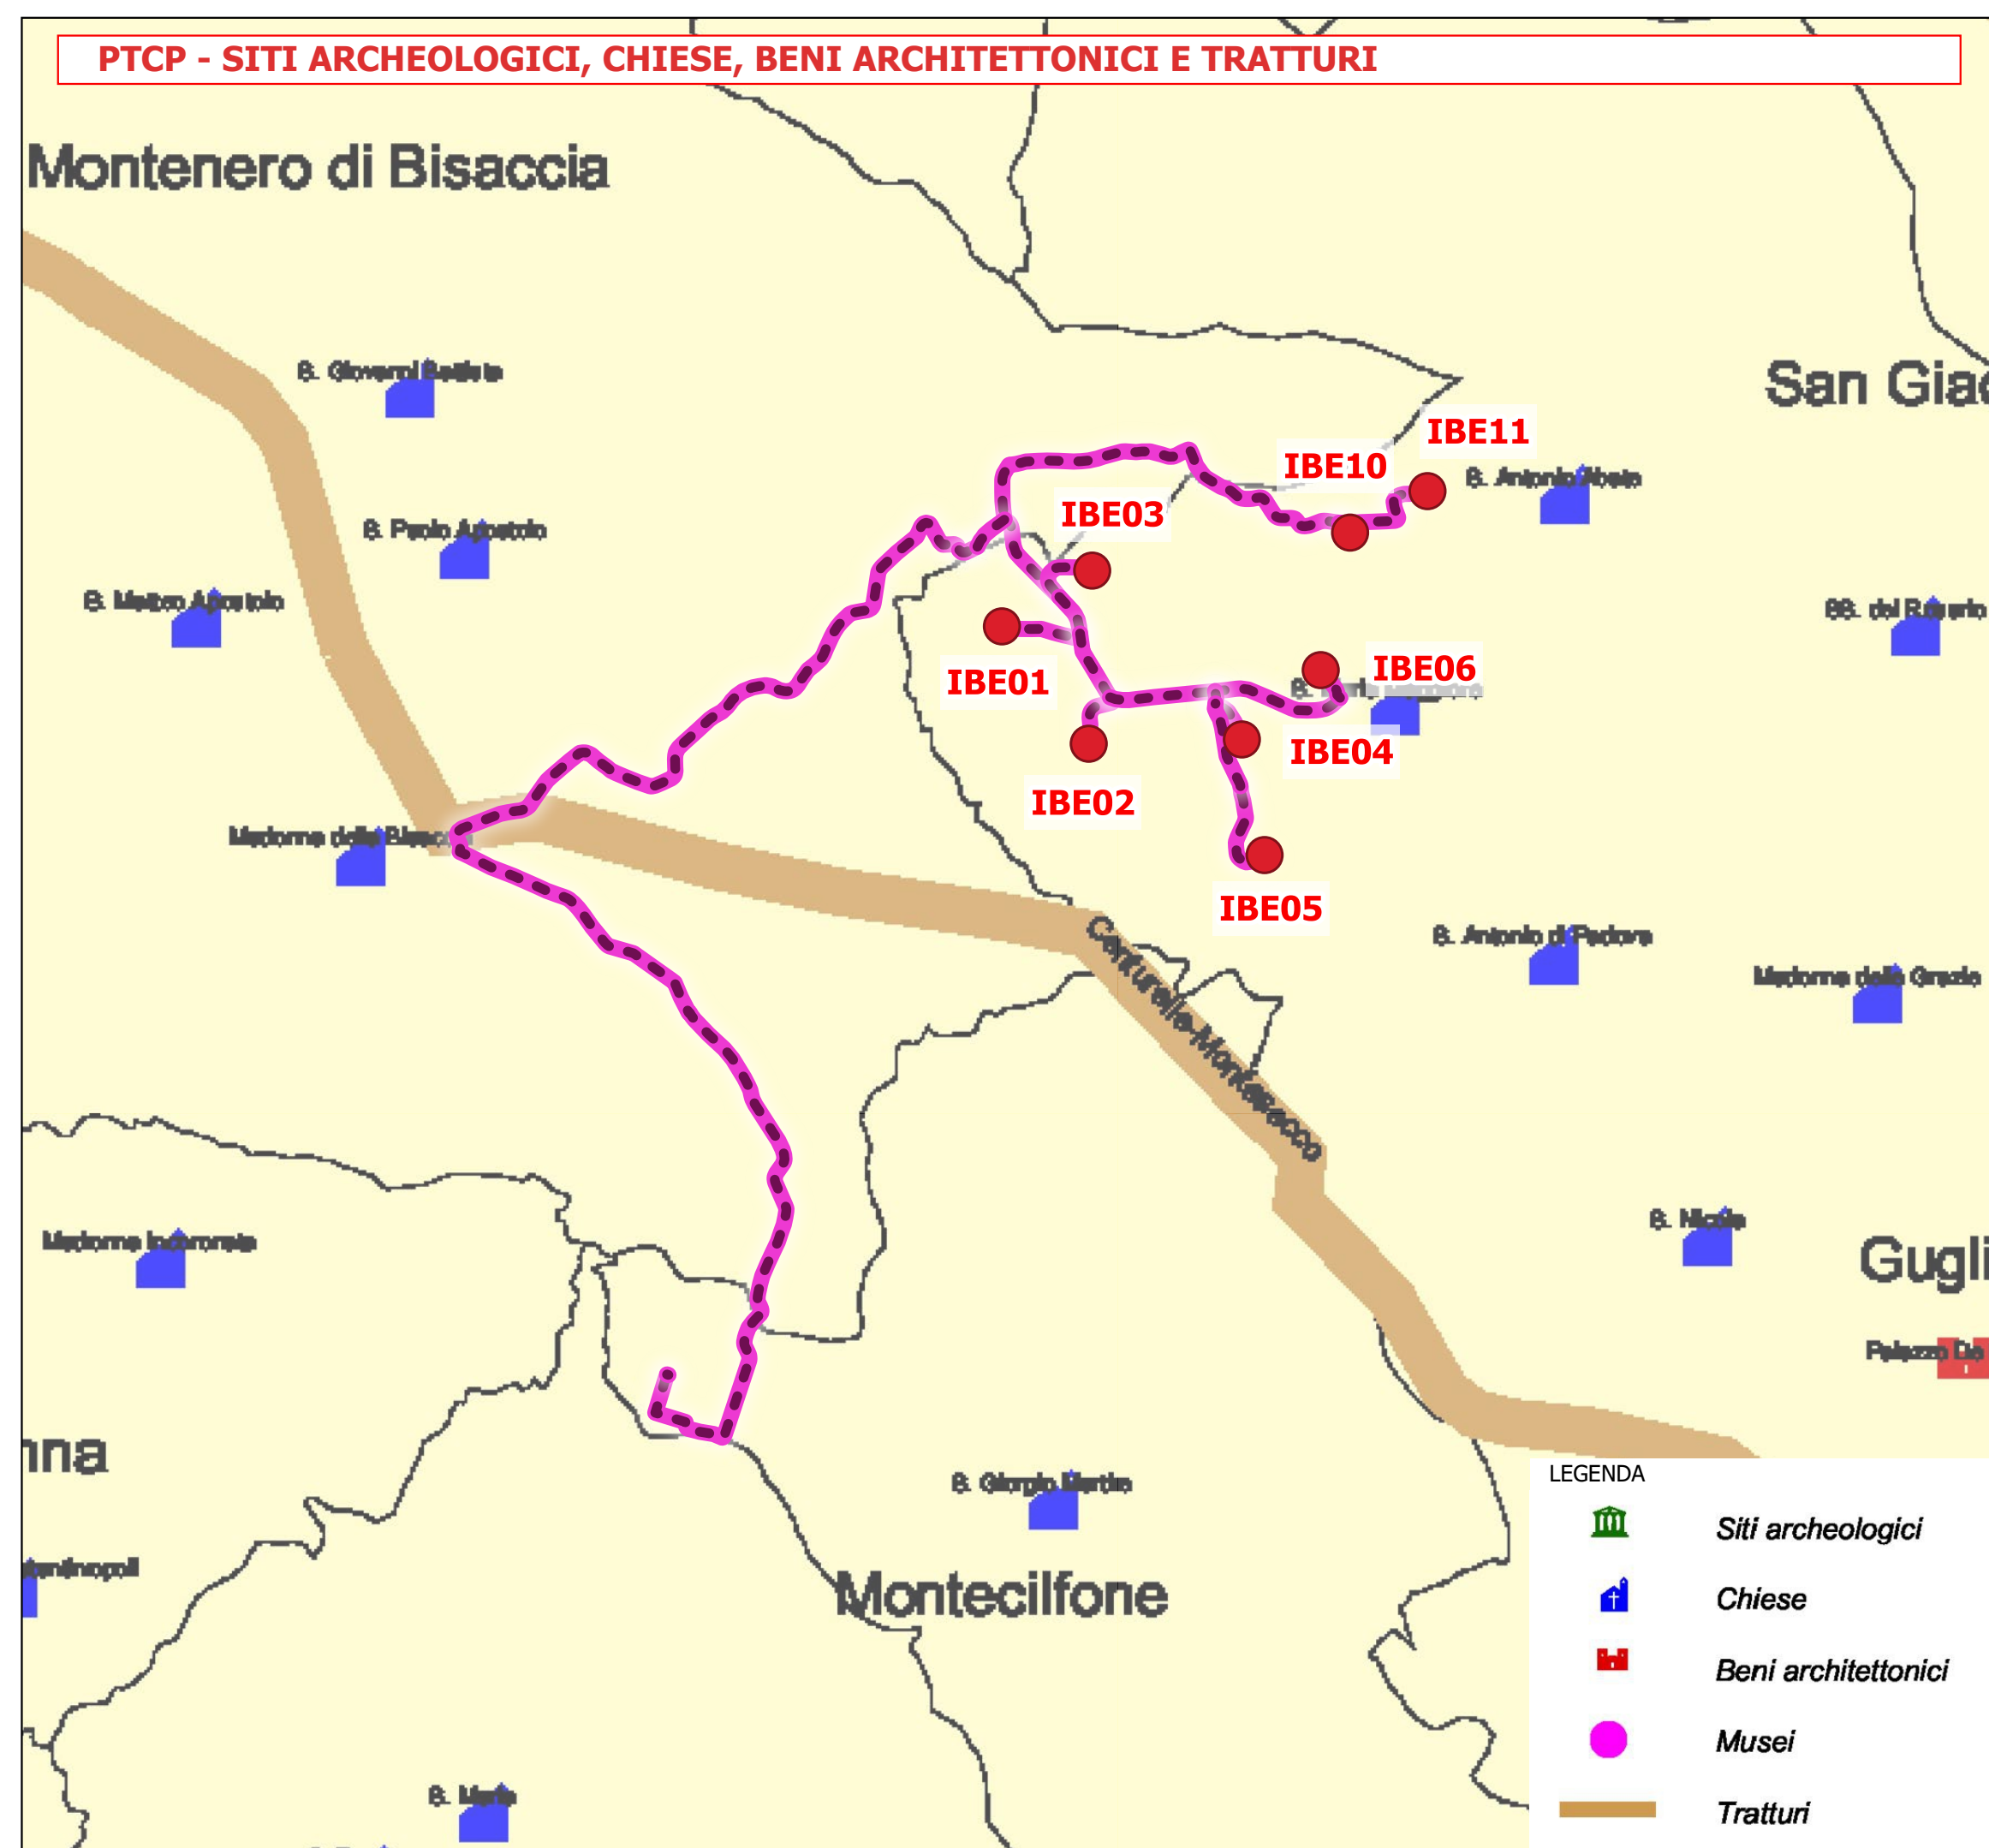 PTCP - SITI ARCHEOLOGICI, CHIESE, BENI ARCHITETTONICI E TRATTURI
Montenero di Bisaccia
S. Giovanni Battista
San Giac
IBE11
IBE10
S. Antonio Abate
IBE03
S. Paolo Apostolo
S. Matteo Apostolo
SS. del Rosario
IBE01
IBE06
IBE04
IBE02
Madonna della
IBE05
S. Antonio di Padova
Madonna delle Grazie
Centurelle Montesecco
S. Nicola
Madonna Incoronata
Gugli
Palazzo De
nna
S. Giorgio Martire
Montecilfone
S. Maria
LEGENDA
Siti archeologici
Chiese
Beni architettonici
Musei
Tratturi